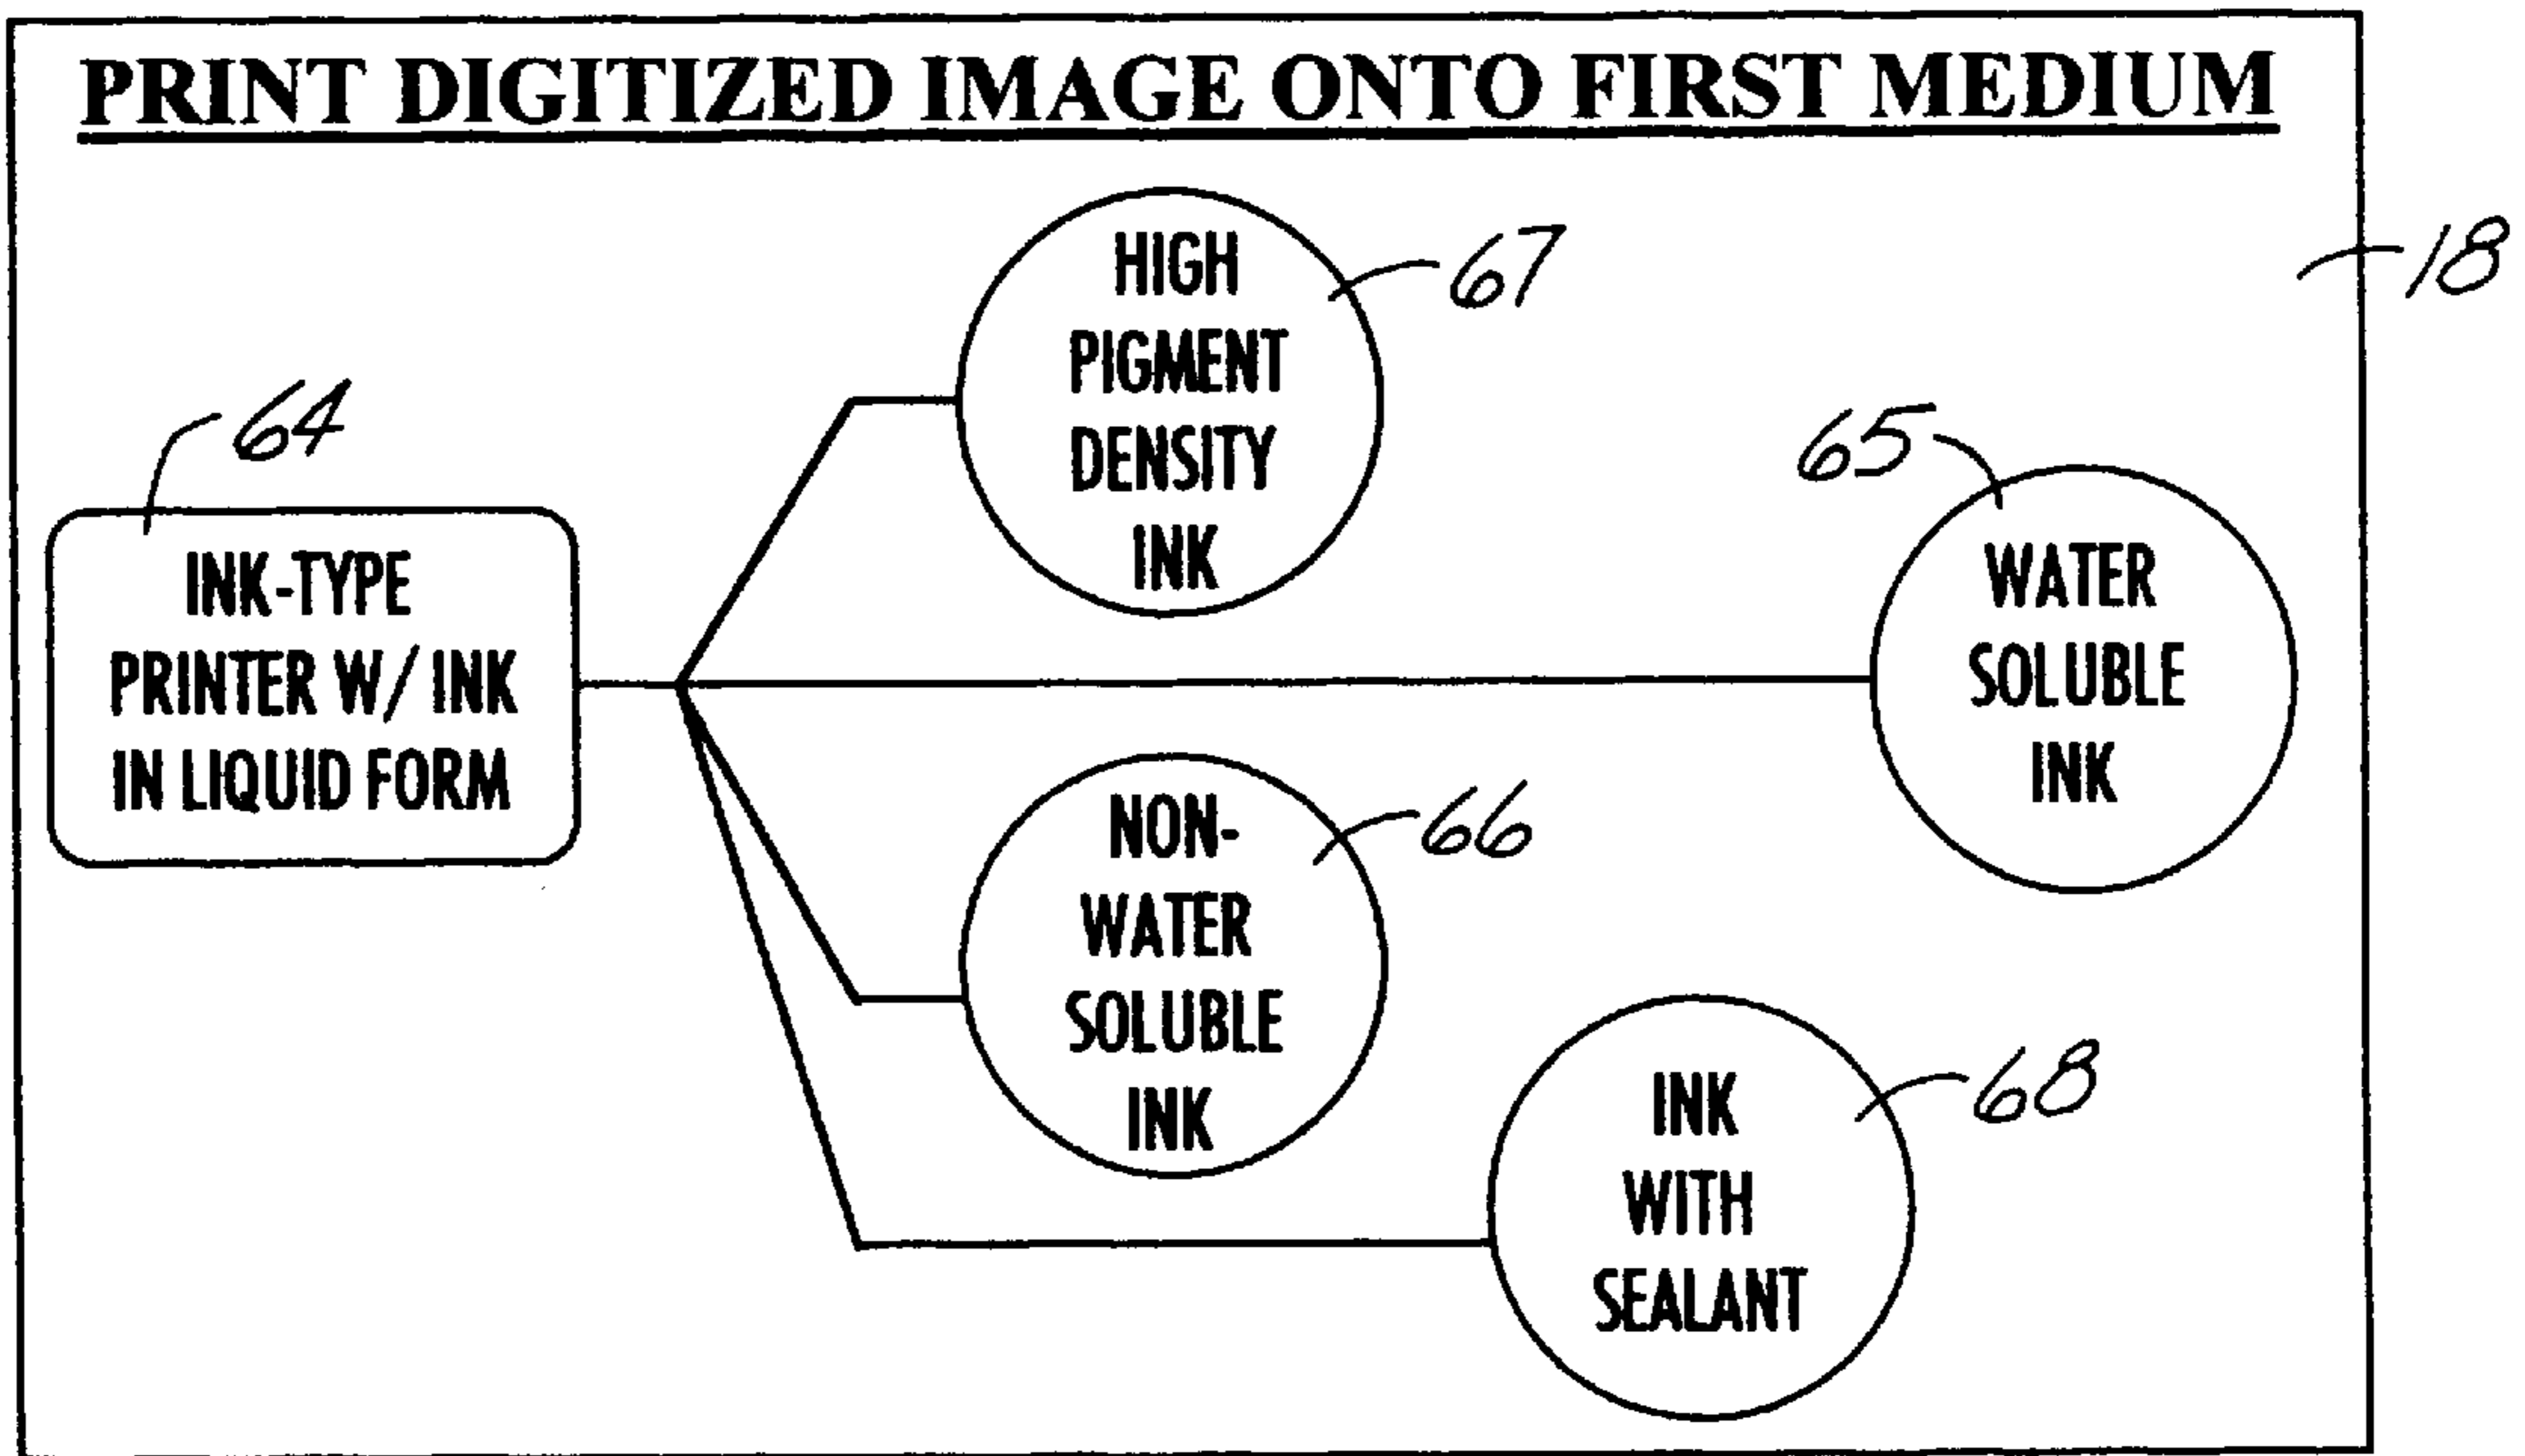 PRINT DIGITIZED IMAGE ONTO FIRST MEDIUM
18
64
INK-TYPE
PRINTER W/ INK
IN LIQUID FORM
67
HIGH
PIGMENT
DENSITY
INK
65
WATER
SOLUBLE
INK
66
NON-
WATER
SOLUBLE
INK
68
INK
WITH
SEALANT